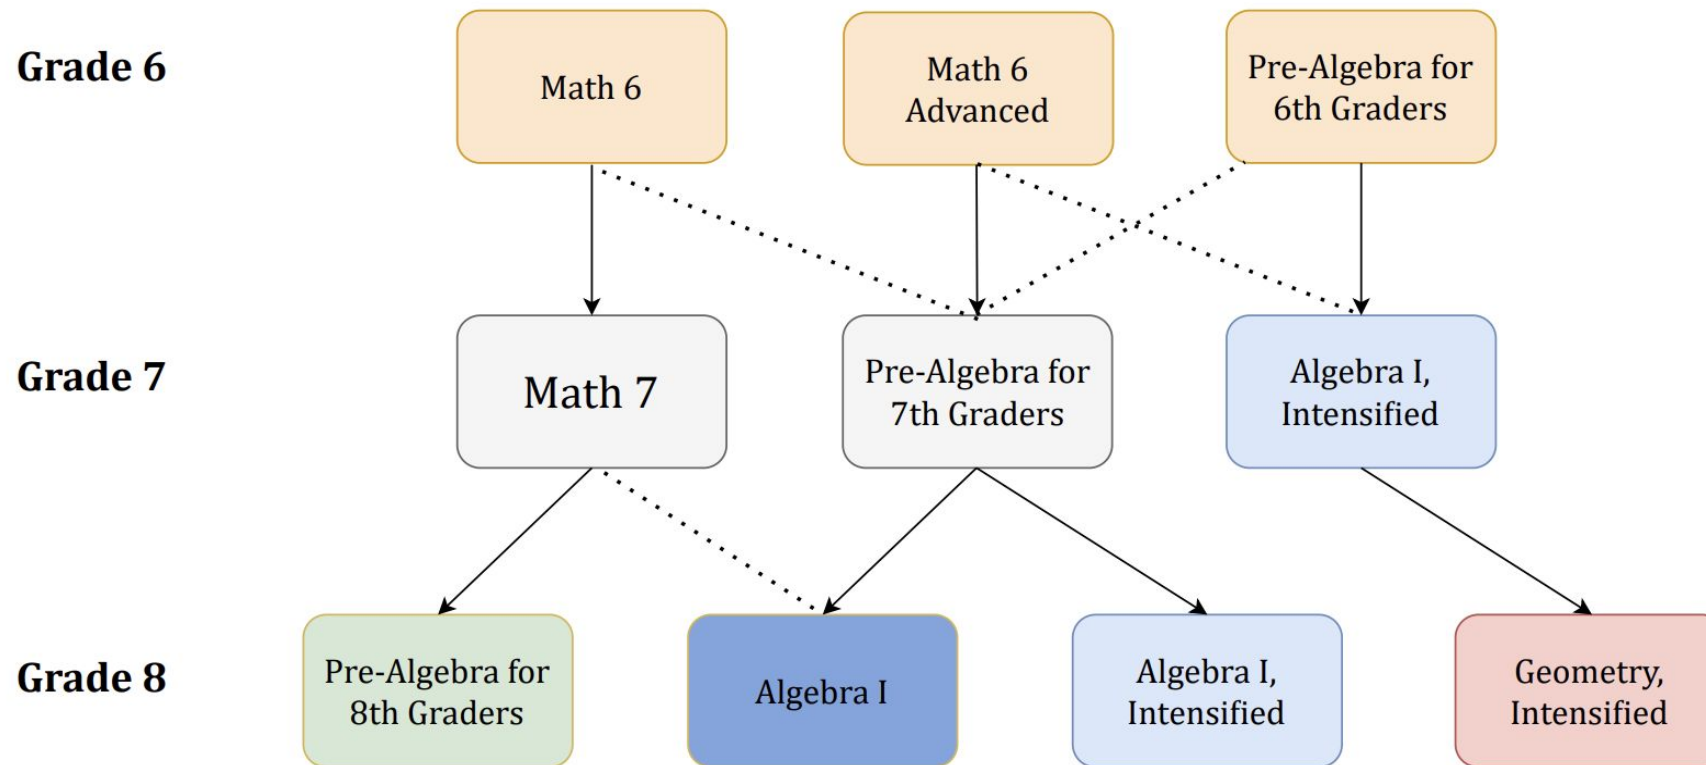 Grade 6
Math 6
Math 6
Advanced
Pre-Algebra for
6th Graders
Grade 7
Math 7
Pre-Algebra for
7th Graders
Algebra I,
Intensified
Grade 8
Pre-Algebra for
8th Graders
Algebra I
Algebra I,
Intensified
Geometry,
Intensified